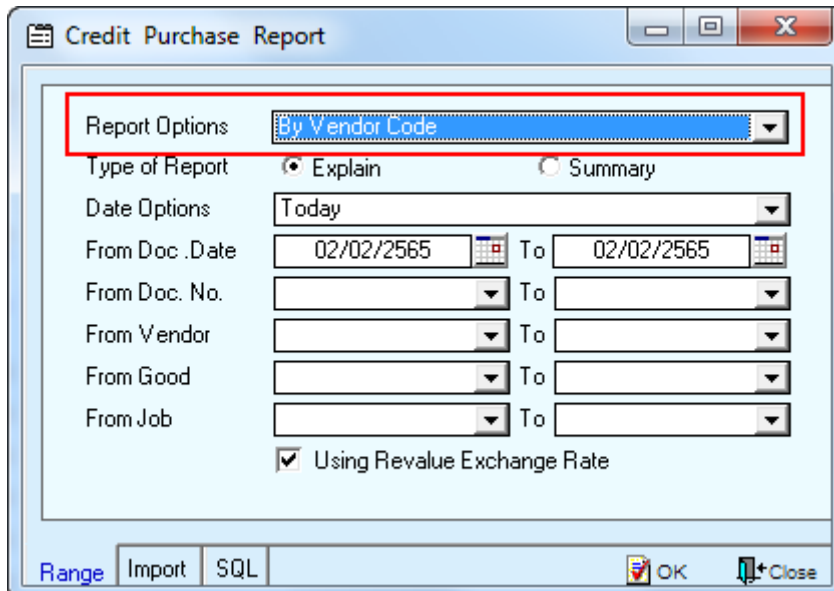 Credit Purchase Report
Report Options By Vendor Code
Type of Report Explain Summary
Date Options Today
From Doc .Date 02/02/2565 To 02/02/2565
From Doc. No. To
From Vendor To
From Good To
From Job To
Using Revalue Exchange Rate
Range Import SQL OK Close